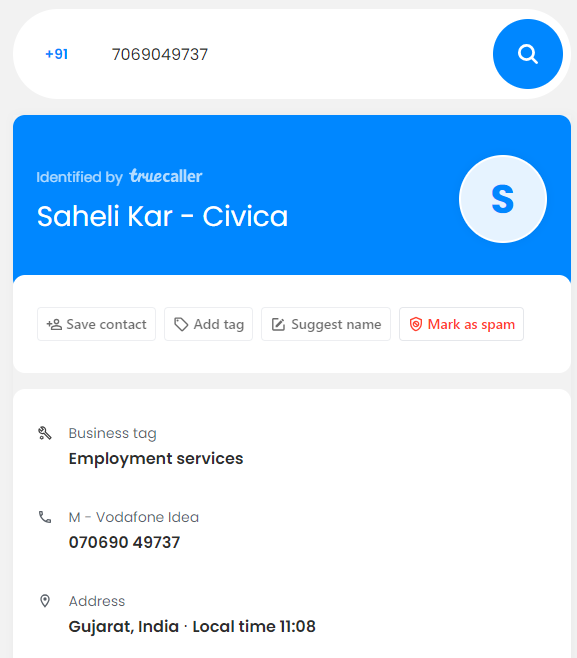 +91 7069049737
Identified by truecaller
Saheli Kar - Civica
S
Save contact Add tag Suggest name Mark as spam
Business tag
Employment services
M - Vodafone Idea
070690 49737
Address
Gujarat, India · Local time 11:08